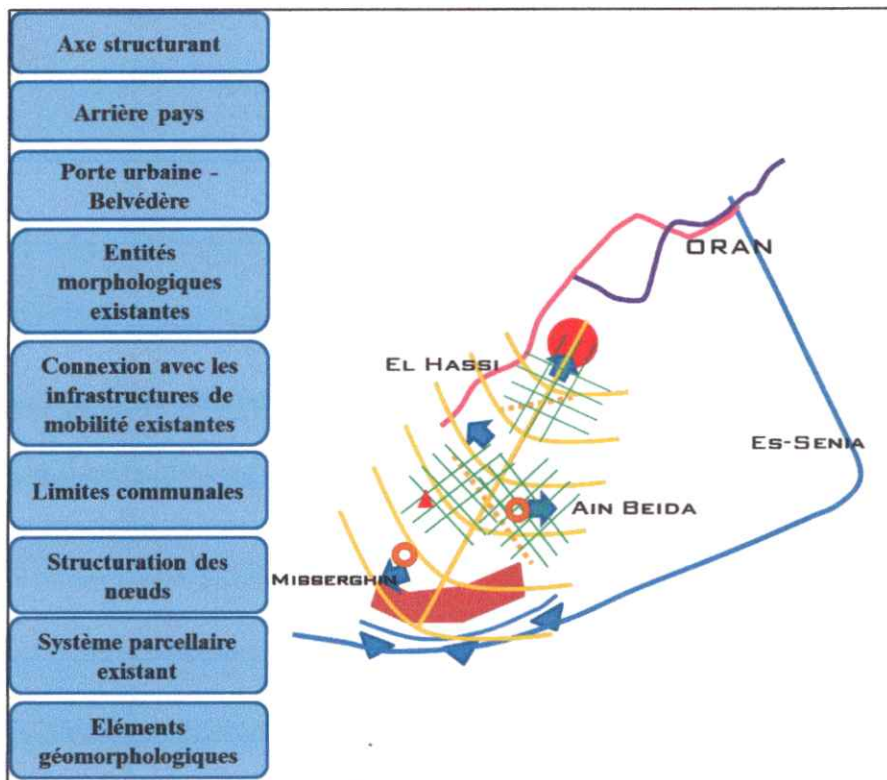 Axe structurant
Arrière pays
Porte urbaine -
Belvédère
Entités
morphologiques
existantes
Connexion avec les
infrastructures de
mobilité existantes
Limites communales
Structuration des
nœuds
Système parcellaire
existant
Eléments
géomorphologiques
ORAN
EL HASSI
ES-SENIA
AIN BEIDA
MISSERGHIN